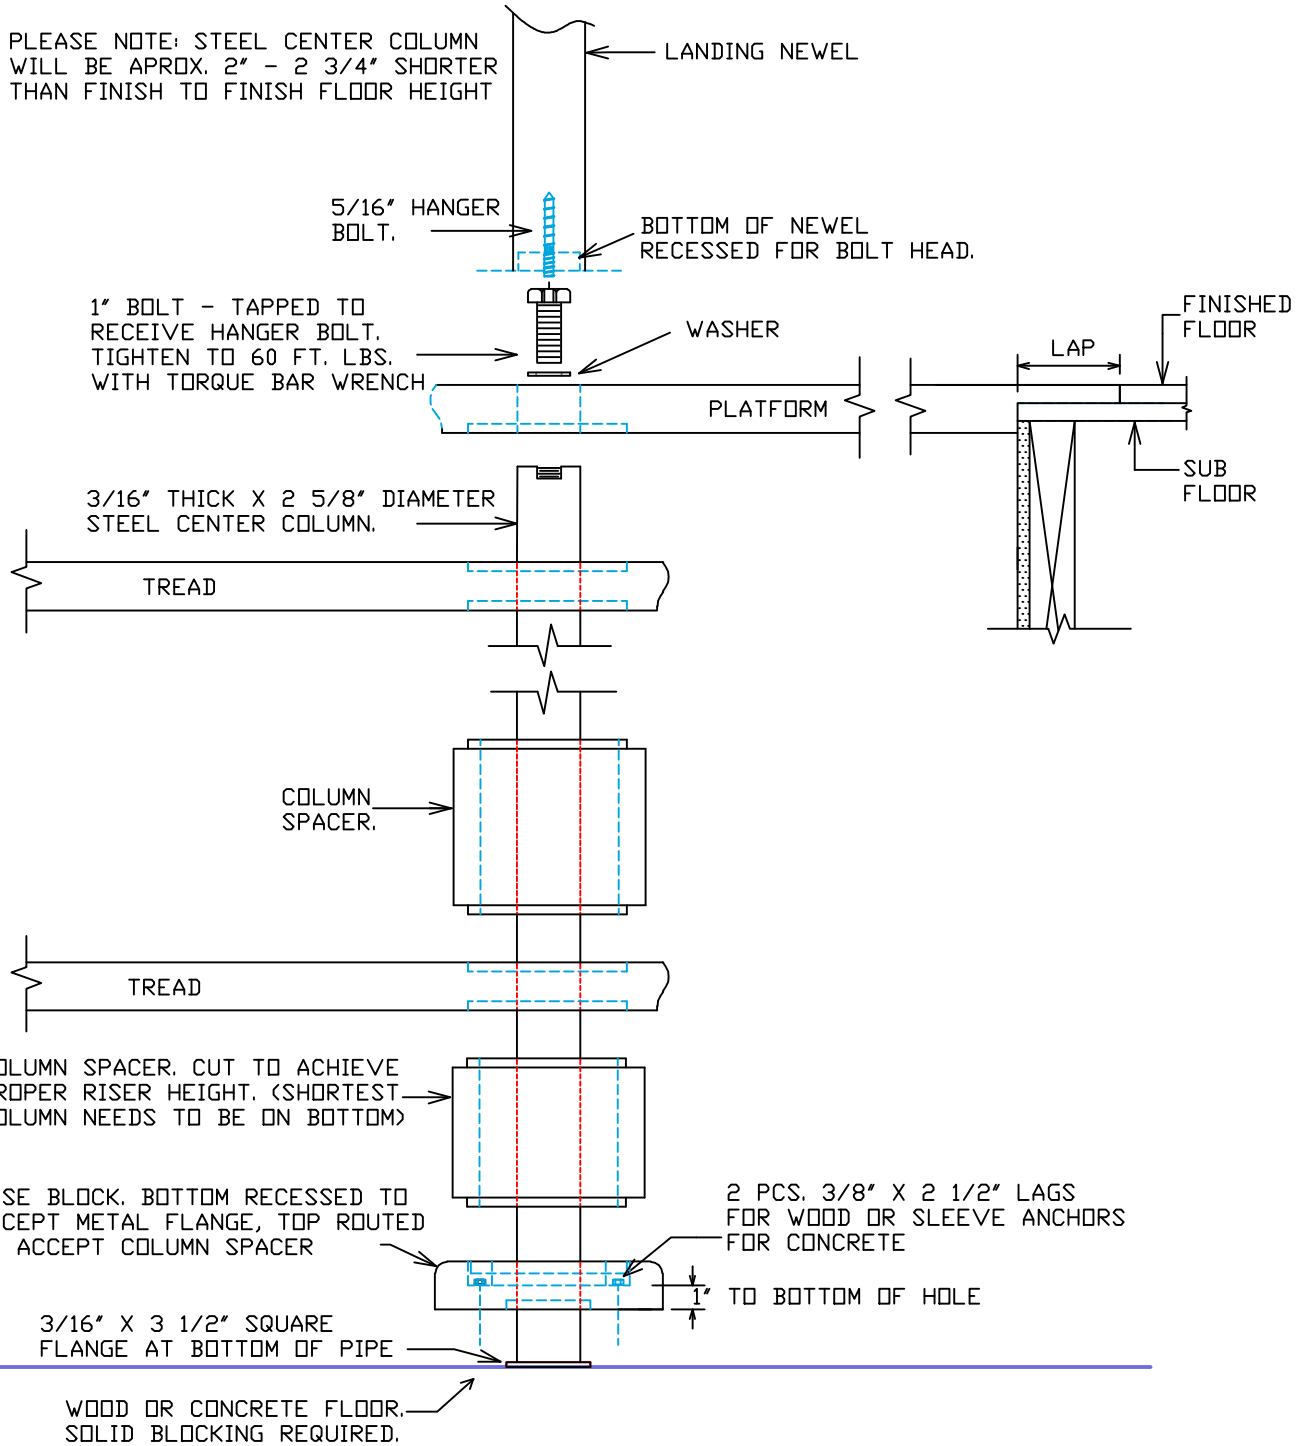 PLEASE NOTE: STEEL CENTER COLUMN
WILL BE APROX. 2" - 2 3/4" SHORTER
THAN FINISH TO FINISH FLOOR HEIGHT
LANDING NEWEL
5/16" HANGER
BOLT.
BOTTOM OF NEWEL
RECESSED FOR BOLT HEAD.
1" BOLT - TAPPED TO
RECEIVE HANGER BOLT.
TIGHTEN TO 60 FT. LBS.
WITH TORQUE BAR WRENCH
WASHER
FINISHED
FLOOR
LAP
PLATFORM
SUB
FLOOR
3/16" THICK X 2 5/8" DIAMETER
STEEL CENTER COLUMN.
TREAD
COLUMN
SPACER.
TREAD
OLUMN SPACER. CUT TO ACHIEVE
ROPER RISER HEIGHT. (SHORTEST
OLUMN NEEDS TO BE ON BOTTOM)
SE BLOCK. BOTTOM RECESSED TO
CEPT METAL FLANGE, TOP ROUTED
ACCEPT COLUMN SPACER
2 PCS. 3/8" X 2 1/2" LAGS
FOR WOOD OR SLEEVE ANCHORS
FOR CONCRETE
1" TO BOTTOM OF HOLE
3/16" X 3 1/2" SQUARE
FLANGE AT BOTTOM OF PIPE
WOOD OR CONCRETE FLOOR.
SOLID BLOCKING REQUIRED.